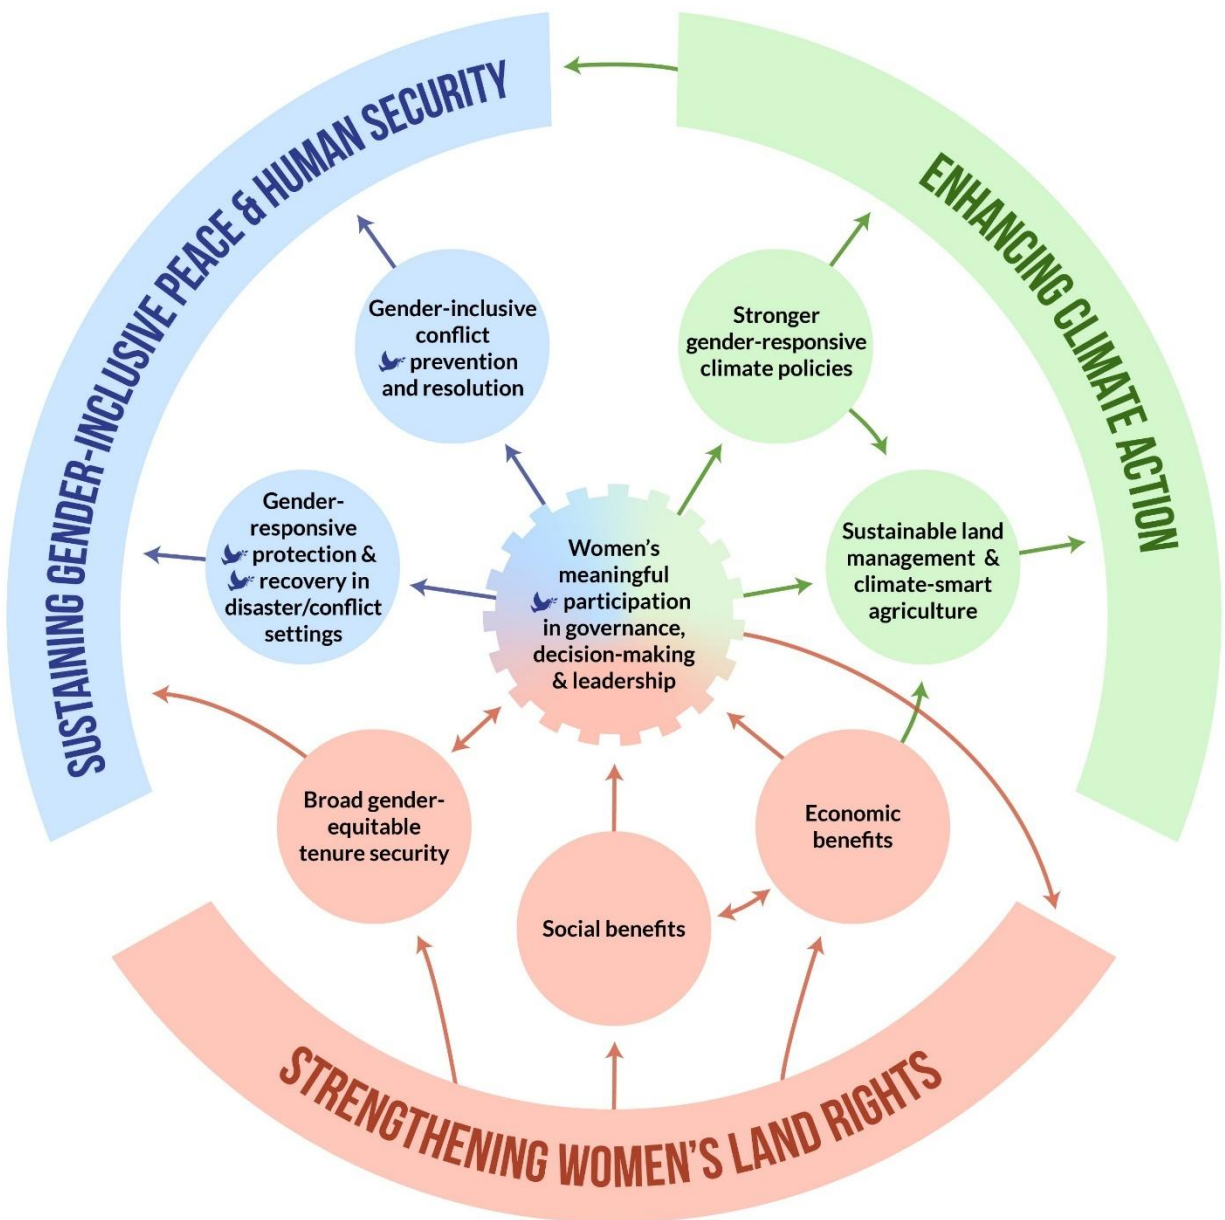 SUSTAINING GENDER-INCLUSIVE PEACE & HUMAN SECURITY
ENHANCING CLIMATE ACTION
Gender-inclusive
conflict
prevention
and resolution
Stronger
gender-responsive
climate policies
Gender-
responsive
protection &
recovery in
disaster/conflict
settings
Women's
meaningful
participation
in governance,
decision-making
& leadership
Sustainable land
management &
climate-smart
agriculture
Broad gender-
equitable
tenure security
Social benefits
Economic
benefits
STRENGTHENING WOMEN'S LAND RIGHTS